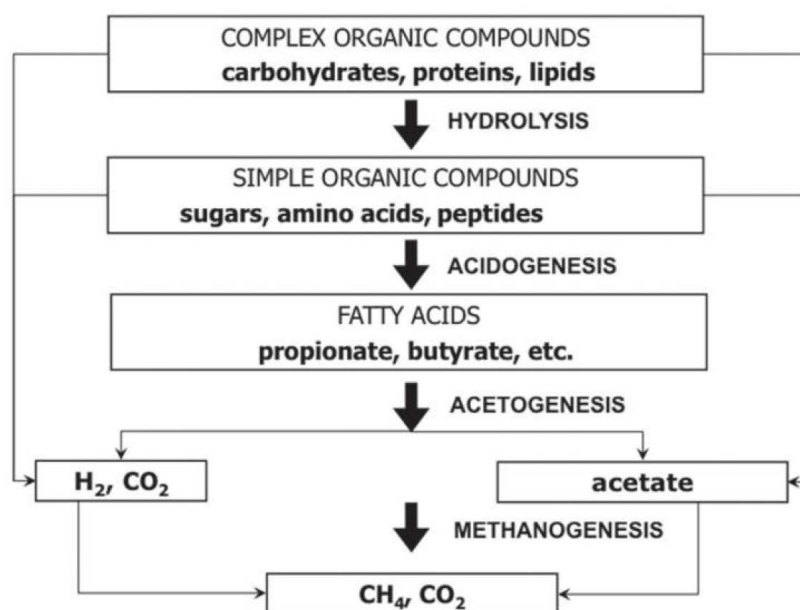 COMPLEX ORGANIC COMPOUNDS
carbohydrates, proteins, lipids
HYDROLYSIS
SIMPLE ORGANIC COMPOUNDS
sugars, amino acids, peptides
ACIDOGENESIS
FATTY ACIDS
propionate, butyrate, etc.
ACETOGENESIS
H₂, CO₂
acetate
METHANOGENESIS
CH₄, CO₂